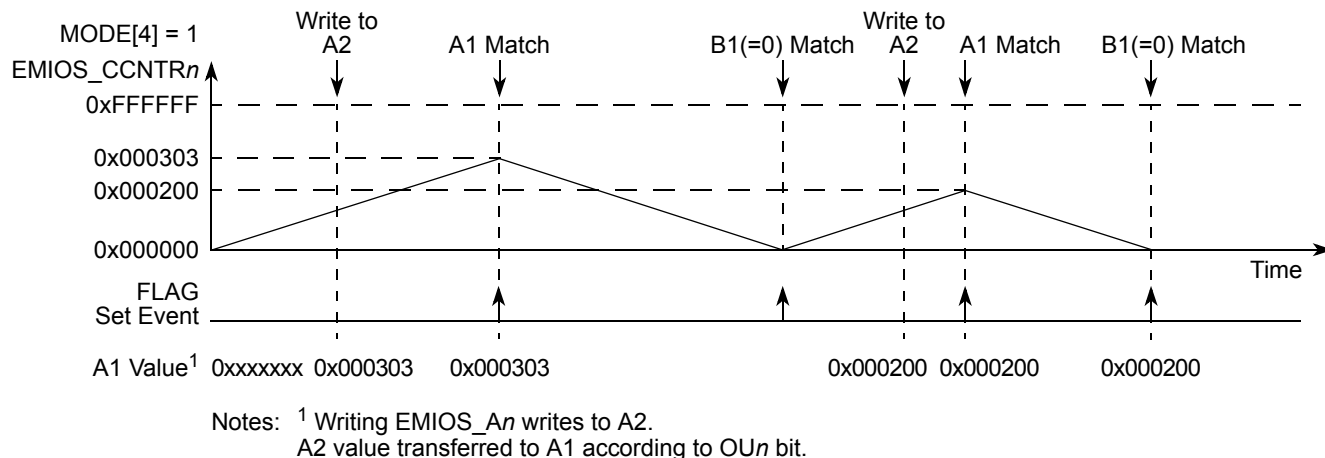 MODE[4] = 1
Write to
A2
A1 Match
B1(=0) Match
Write to
A2
A1 Match
B1(=0) Match
EMIOS_CCNTRn
0xFFFFFF
0x000303
0x000200
0x000000
Time
FLAG
Set Event
A1 Value1 0xxxxxxx 0x000303 0x000303 0x000200 0x000200 0x000200
Notes: 1 Writing EMIOS_An writes to A2.
A2 value transferred to A1 according to OUn bit.